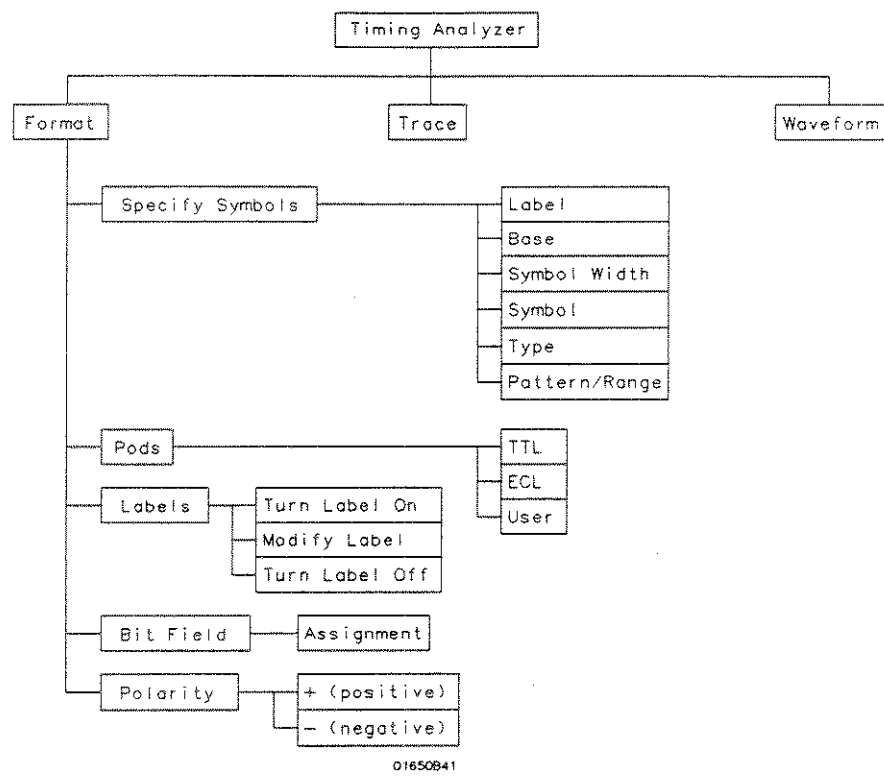 Timing Analyzer
Format
Trace
Waveform
Specify Symbols
Label
Base
Symbol Width
Symbol
Type
Pattern/Range
Pods
TTL
ECL
User
Labels
Turn Label On
Modify Label
Turn Label Off
Bit Field
Assignment
Polarity
+ (positive)
- (negative)
01650B41